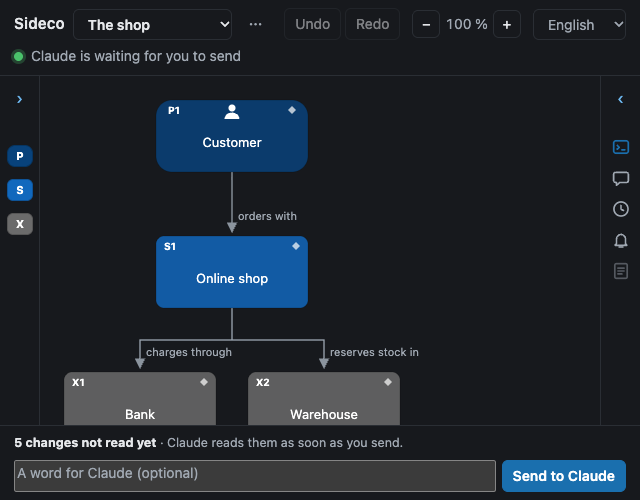 Sideco
The shop
···
Undo
Redo
−
100 %
+
English
Claude is waiting for you to send
P
S
X
P1
Customer
orders with
S1
Online shop
charges through
reserves stock in
X1
Bank
X2
Warehouse
5 changes not read yet · Claude reads them as soon as you send.
A word for Claude (optional)
Send to Claude